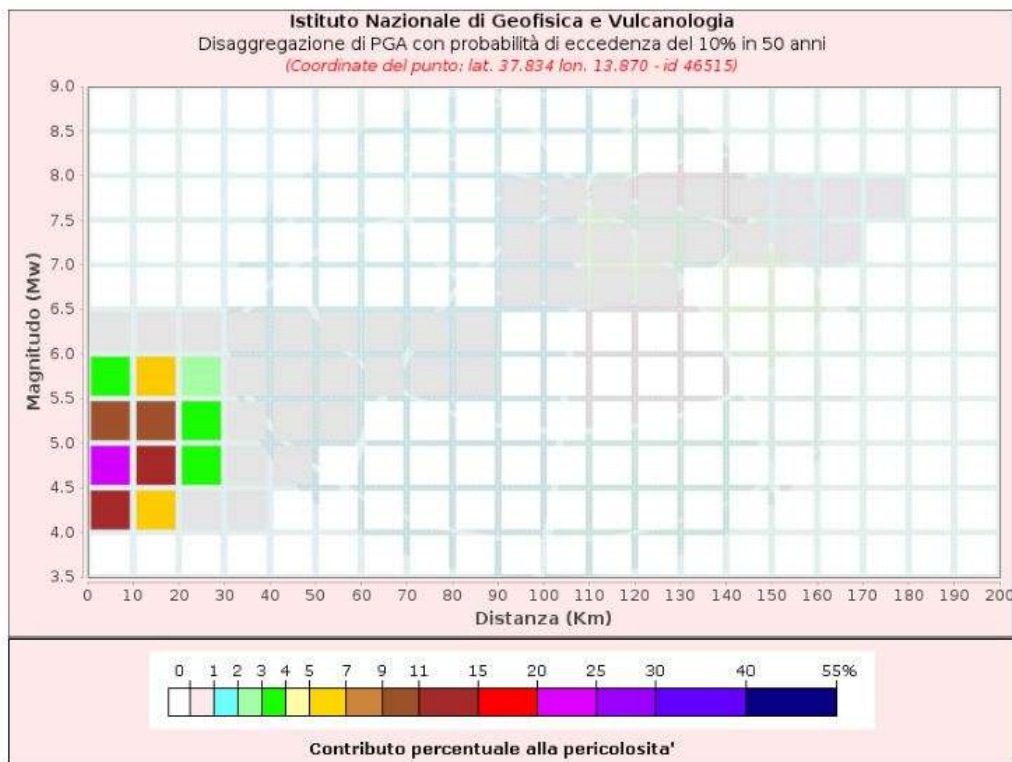 Istituto Nazionale di Geofisica e Vulcanologia
Disaggregazione di PGA con probabilità di eccedenza del 10% in 50 anni
(Coordinate del punto: lat. 37.834 lon. 13.870 - id 46515)
Magnitudo (Mw)
9.0
8.5
8.0
7.5
7.0
6.5
6.0
5.5
5.0
4.5
4.0
3.5
0 10 20 30 40 50 60 70 80 90 100 110 120 130 140 150 160 170 180 190 200
Distanza (Km)
0 1 2 3 4 5 7 9 11 15 20 25 30 40 55%
Contributo percentuale alla pericolosita'